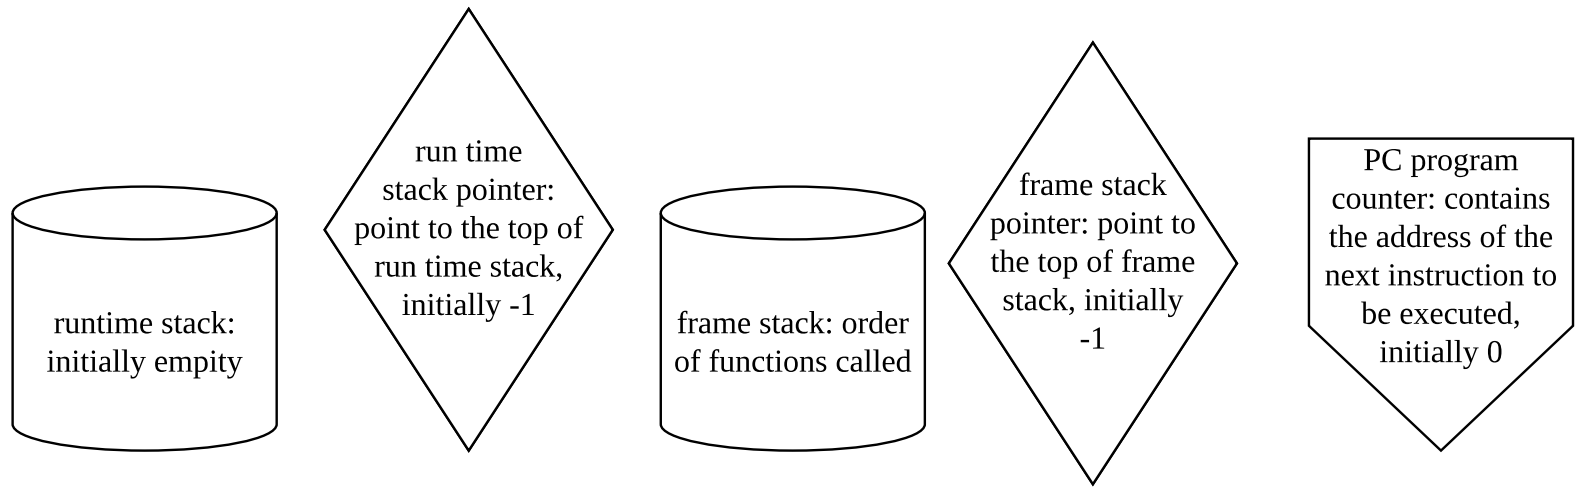 runtime stack:
initially empity
run time
stack pointer:
point to the top of
run time stack,
initially -1
frame stack: order
of functions called
frame stack
pointer: point to
the top of frame
stack, initially
-1
PC program
counter: contains
the address of the
next instruction to
be executed,
initially 0